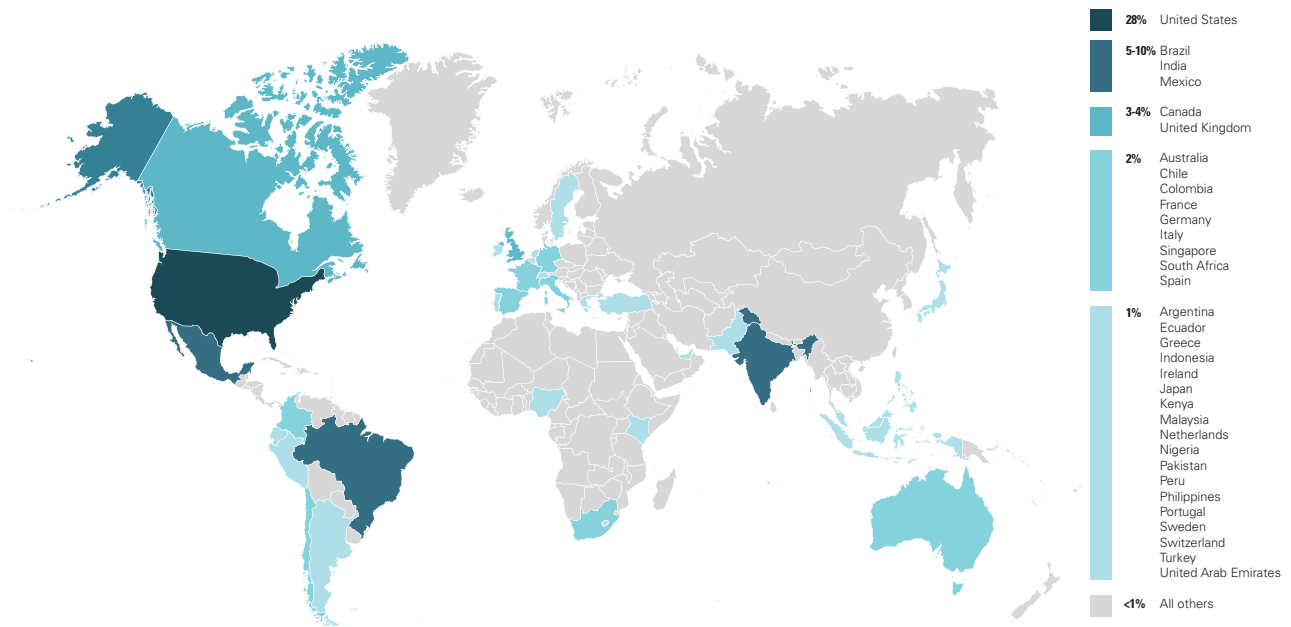 28% United States
5-10% Brazil
India
Mexico
3-4% Canada
United Kingdom
2% Australia
Chile
Colombia
France
Germany
Italy
Singapore
South Africa
Spain
1% Argentina
Ecuador
Greece
Indonesia
Ireland
Japan
Kenya
Malaysia
Netherlands
Nigeria
Pakistan
Peru
Philippines
Portugal
Sweden
Switzerland
Turkey
United Arab Emirates
<1% All others